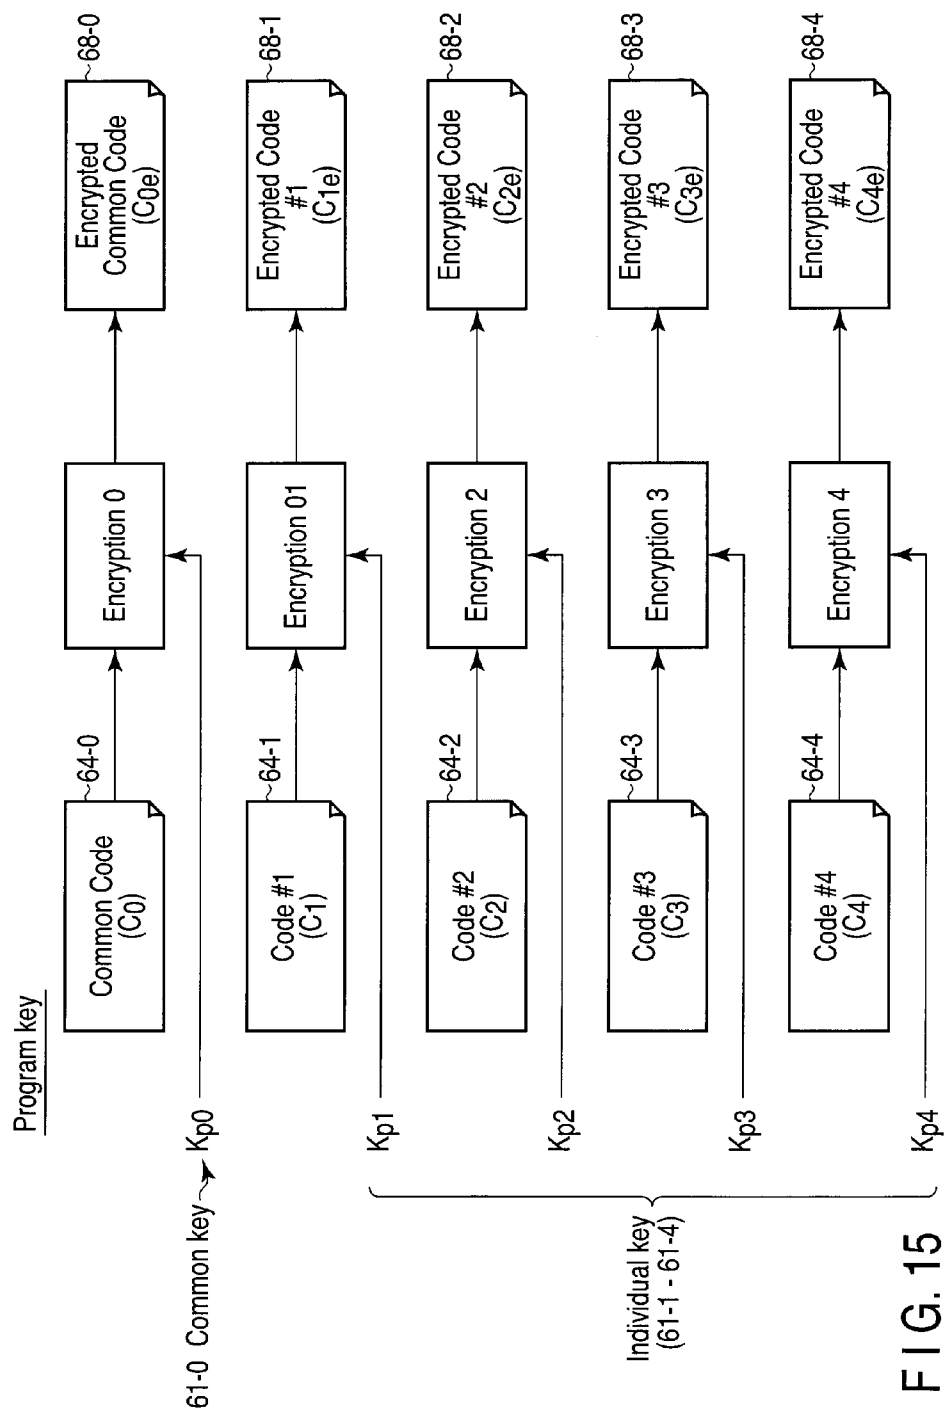 Program key
61-0 Common key
Kp0
Common Code
(C0)
64-0
Encryption 0
Encrypted
Common Code
(C0e)
68-0
Kp1
Code #1
(C1)
64-1
Encryption 01
Encrypted Code
#1
(C1e)
68-1
Kp2
Code #2
(C2)
64-2
Encryption 2
Encrypted Code
#2
(C2e)
68-2
Kp3
Code #3
(C3)
64-3
Encryption 3
Encrypted Code
#3
(C3e)
68-3
Kp4
Code #4
(C4)
64-4
Encryption 4
Encrypted Code
#4
(C4e)
68-4
Individual key
(61-1 - 61-4)
FIG. 15